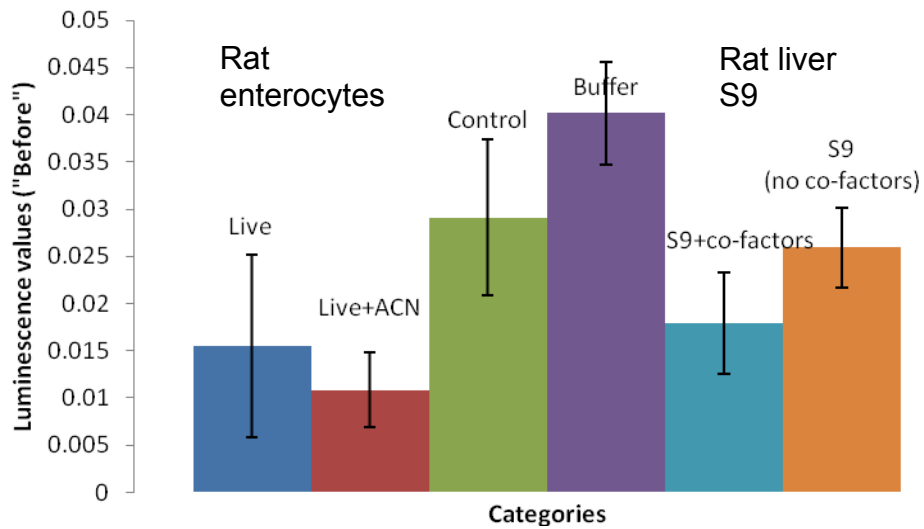 0.05
0.045
0.04
0.035
0.03
0.025
0.02
0.015
0.01
0.005
0
Luminescence values ("Before")
Rat
enterocytes
Rat liver
S9
Live
Live+ACN
Control
Buffer
S9+co-factors
S9
(no co-factors)
Categories